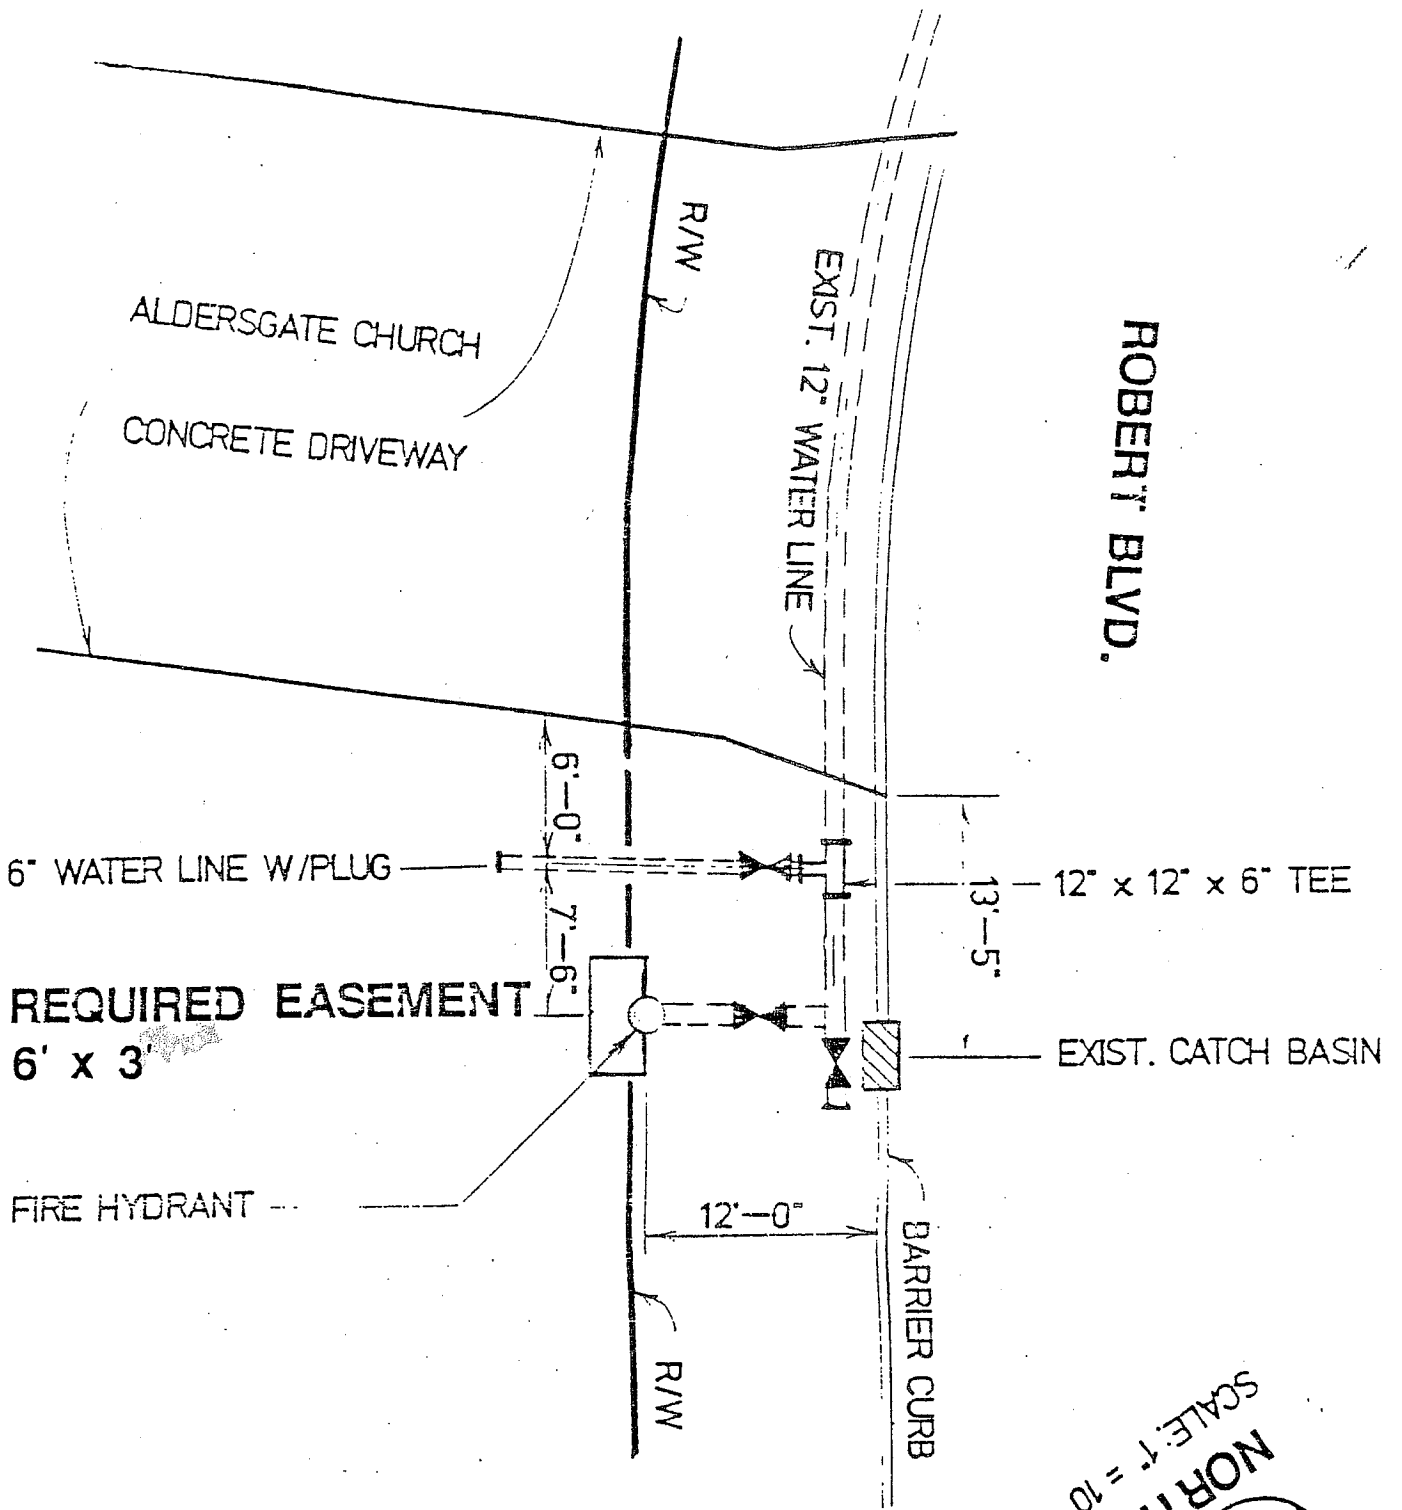 R/W
EXIST. 12" WATER LINE
ROBERT BLVD.
ALDERSGATE CHURCH
CONCRETE DRIVEWAY
6'-0"
6" WATER LINE W/PLUG
7'-6"
12" x 12" x 6" TEE
13'-5"
REQUIRED EASEMENT
6' x 3'
EXIST. CATCH BASIN
FIRE HYDRANT
12'-0"
BARRIER CURB
R/W
SCALE: 1" = 10